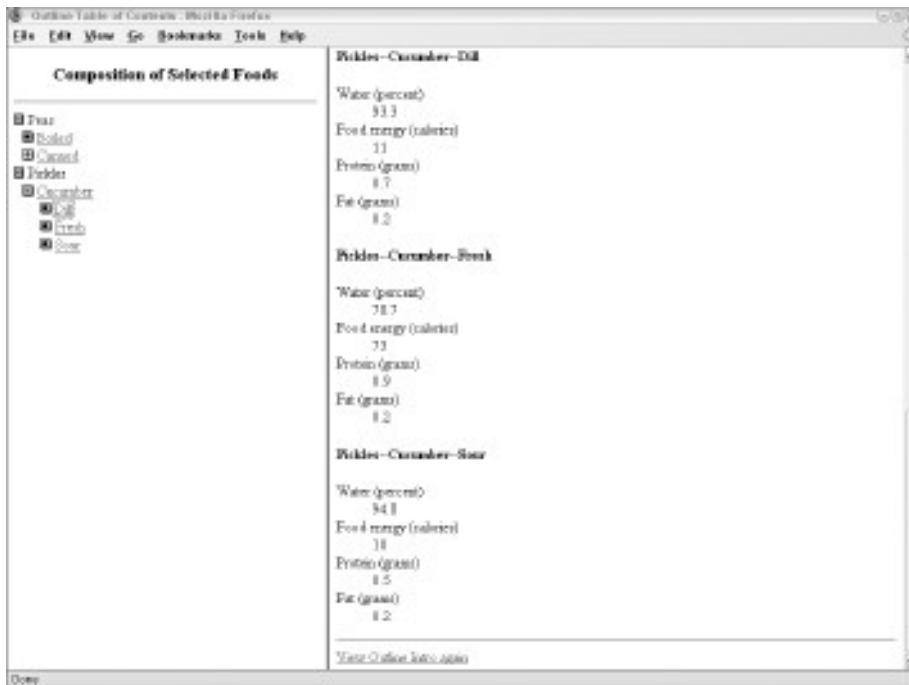 Outline Table of Contents - Mozilla Firefox
File Edit View Go Bookmarks Tools Help
Composition of Selected Foods
Peas
Boiled
Canned
Pickles
Cucumber
Dill
Fresh
Sour
Pickles--Cucumber--Dill
Water (percent)
93.3
Food energy (calories)
11
Protein (grams)
0.7
Fat (grams)
0.2
Pickles--Cucumber--Fresh
Water (percent)
78.7
Food energy (calories)
73
Protein (grams)
0.9
Fat (grams)
0.2
Pickles--Cucumber--Sour
Water (percent)
94.8
Food energy (calories)
10
Protein (grams)
0.5
Fat (grams)
0.2
View Outline Intro again
Done